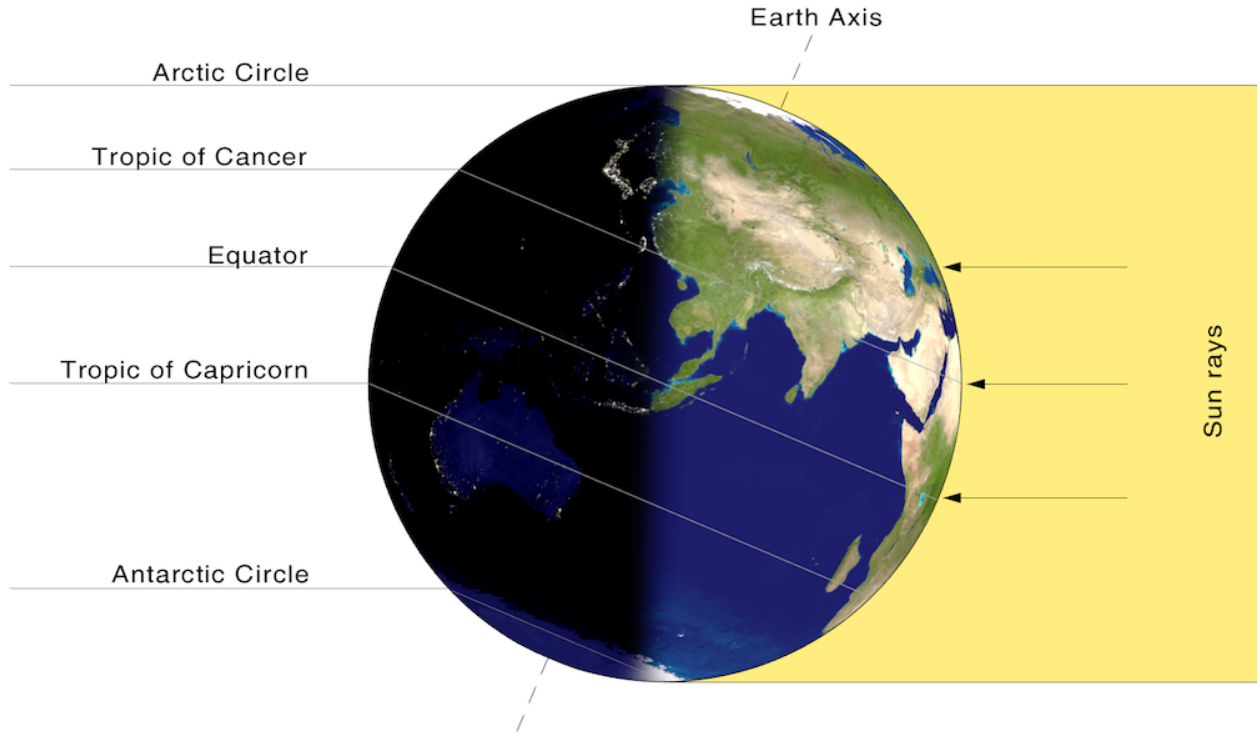 Earth Axis
Arctic Circle
Tropic of Cancer
Equator
Tropic of Capricorn
Sun rays
Antarctic Circle